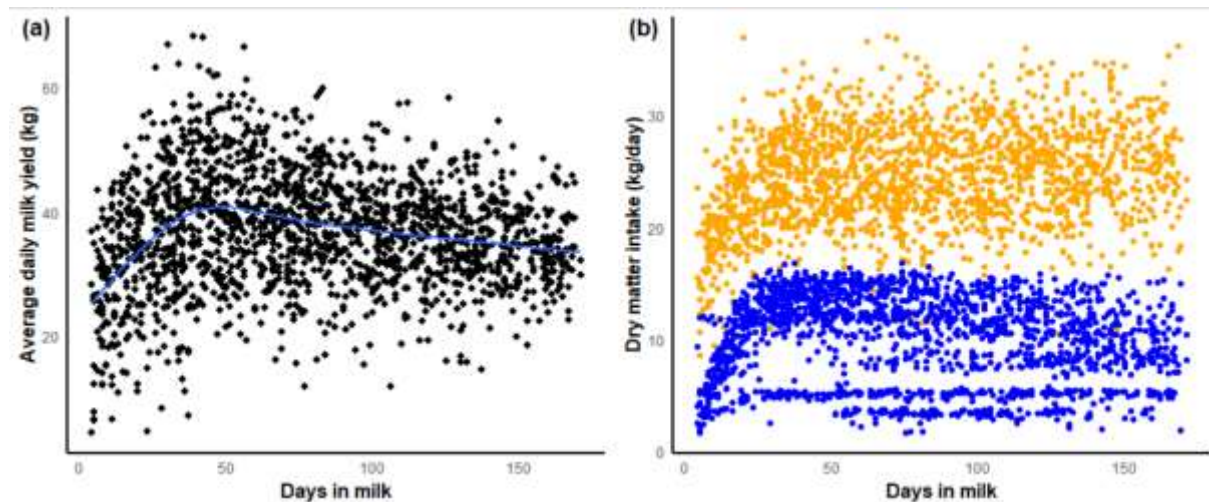 (a)
Average daily milk yield (kg)
60
40
20
0
50
100
150
Days in milk
(b)
Dry matter intake (kg/day)
30
20
10
0
0
50
100
150
Days in milk